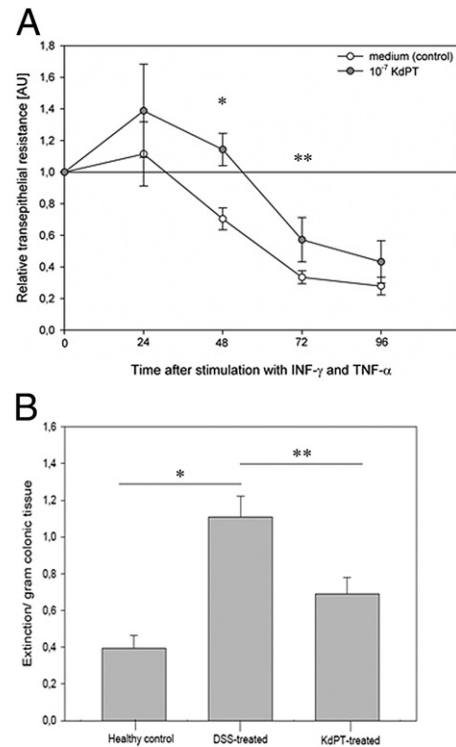 A
1,8
1,6
1,4
1,2
1,0
0,8
0,6
0,4
0,2
0,0
Relative transepithelial resistance [AU]
medium (control)
10⁻⁷ KdPT
*
**
0 24 48 72 96
Time after stimulation with INF-γ and TNF-α
B
1,6
1,4
1,2
1,0
0,8
0,6
0,4
0,2
0,0
Extinction/ gram colonic tissue
*
**
Healthy control DSS-treated KdPT-treated